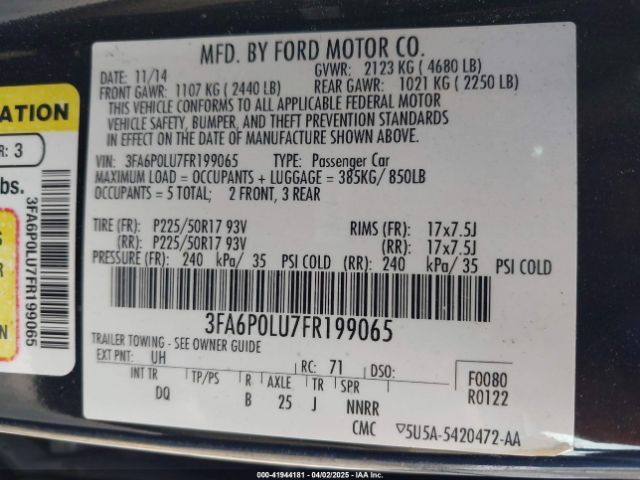 MFD. BY FORD MOTOR CO.
DATE: 11/14 GVWR: 2123 KG ( 4680 LB)
FRONT GAWR: 1107 KG ( 2440 LB) REAR GAWR: 1021 KG ( 2250 LB)
THIS VEHICLE CONFORMS TO ALL APPLICABLE FEDERAL MOTOR
VEHICLE SAFETY, BUMPER, AND THEFT PREVENTION STANDARDS
IN EFFECT ON THE DATE OF MANUFACTURE SHOWN ABOVE.
VIN: 3FA6P0LU7FR199065 TYPE: Passenger Car
MAXIMUM LOAD = OCCUPANTS + LUGGAGE = 385KG/ 850LB
OCCUPANTS = 5 TOTAL; 2 FRONT, 3 REAR
TIRE (FR): P225/50R17 93V RIMS (FR): 17x7.5J
(RR): P225/50R17 93V (RR): 17x7.5J
PRESSURE (FR): 240 kPa/ 35 PSI COLD (RR): 240 kPa/ 35 PSI COLD
3FA6P0LU7FR199065
TRAILER TOWING - SEE OWNER GUIDE
EXT PNT: UH RC: 71 DSO: F0080
INT TR TP/PS R AXLE TR SPR R0122
DQ B 25 J NNRR
CMC ▽5U5A-5420472-AA
ATION
R: 3
bs.
S
R
N
3FA6P0LU7FR199065
000-41944181 04/02/2025 IAAI.COM